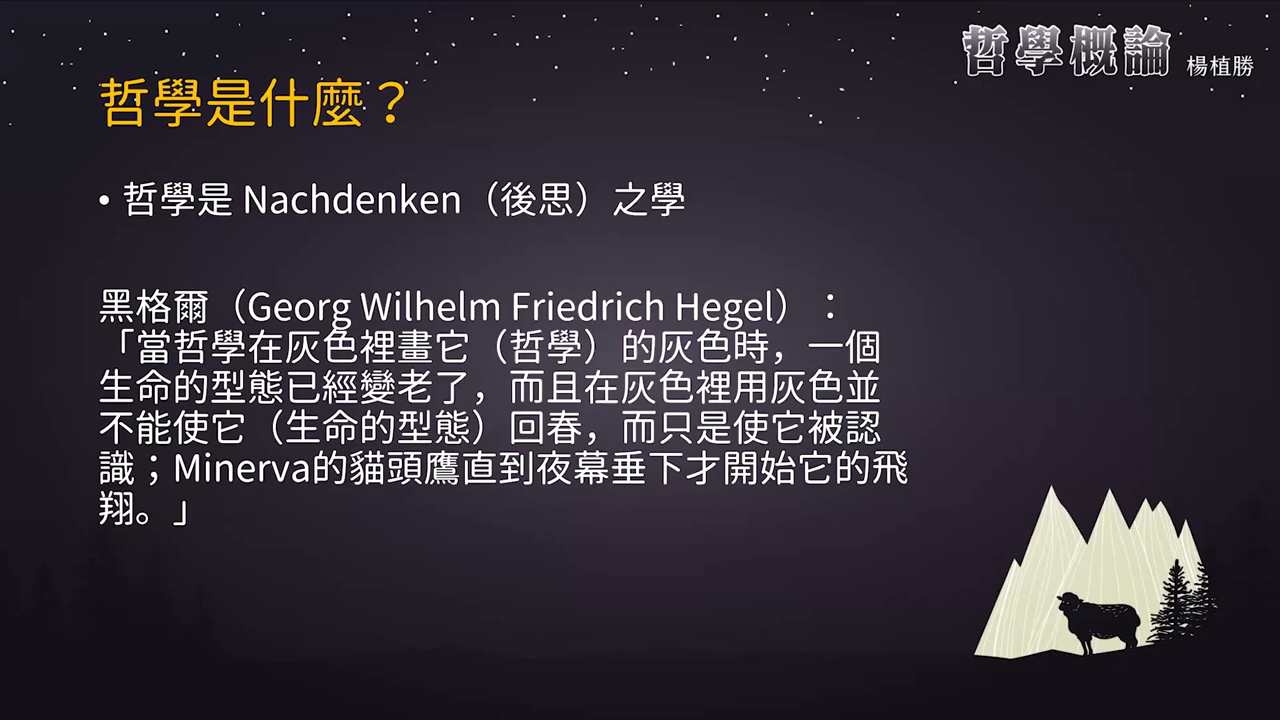 哲學概論 楊植勝
哲學是什麼？
• 哲學是 Nachdenken（後思）之學
黑格爾（Georg Wilhelm Friedrich Hegel）：
「當哲學在灰色裡畫它（哲學）的灰色時，一個
生命的型態已經變老了，而且在灰色裡用灰色並
不能使它（生命的型態）回春，而只是使它被認
識；Minerva的貓頭鷹直到夜幕垂下才開始它的飛
翔。」